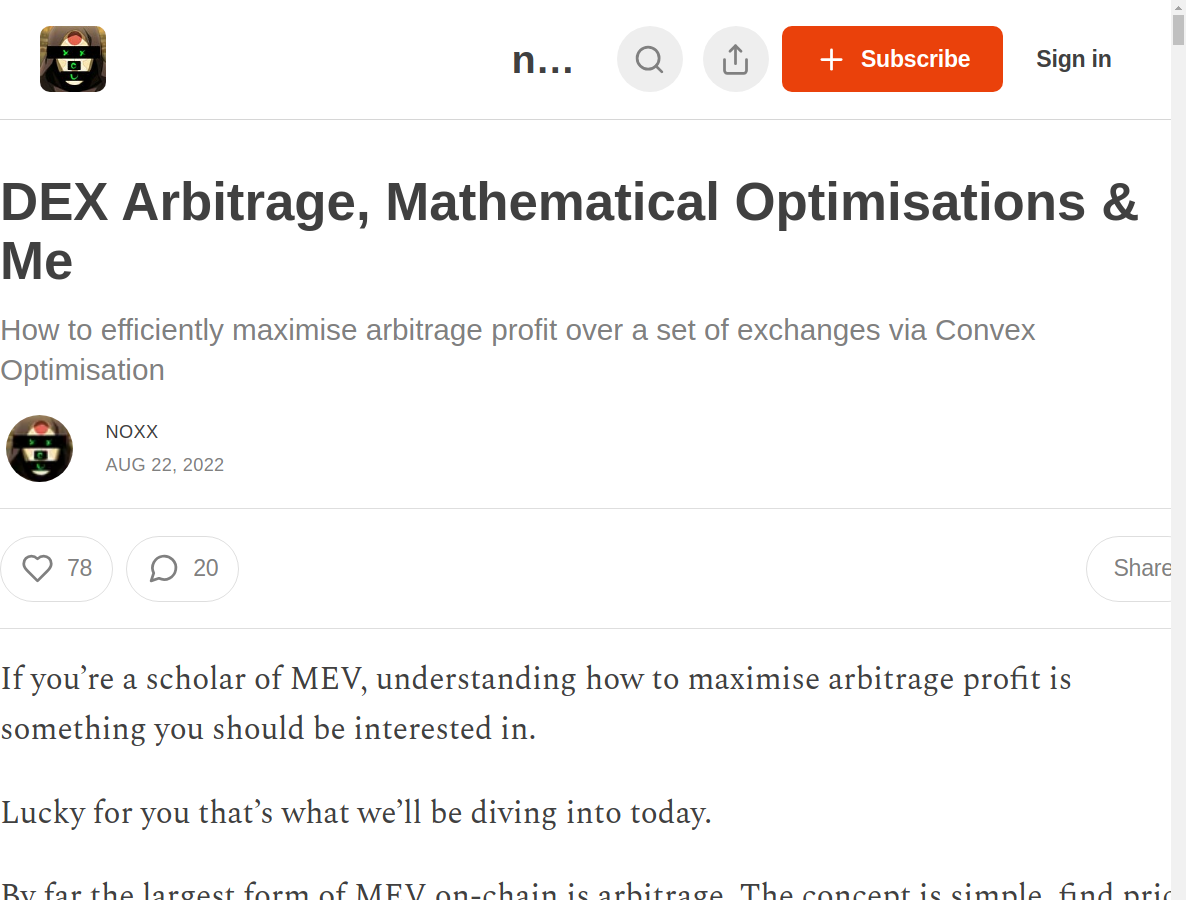 n...
Subscribe
Sign in
DEX Arbitrage, Mathematical Optimisations &
Me
How to efficiently maximise arbitrage profit over a set of exchanges via Convex
Optimisation
NOXX
AUG 22, 2022
78
20
Share
If you’re a scholar of MEV, understanding how to maximise arbitrage profit is
something you should be interested in.
Lucky for you that’s what we’ll be diving into today.
By far the largest form of MEV on-chain is arbitrage. The concept is simple, find